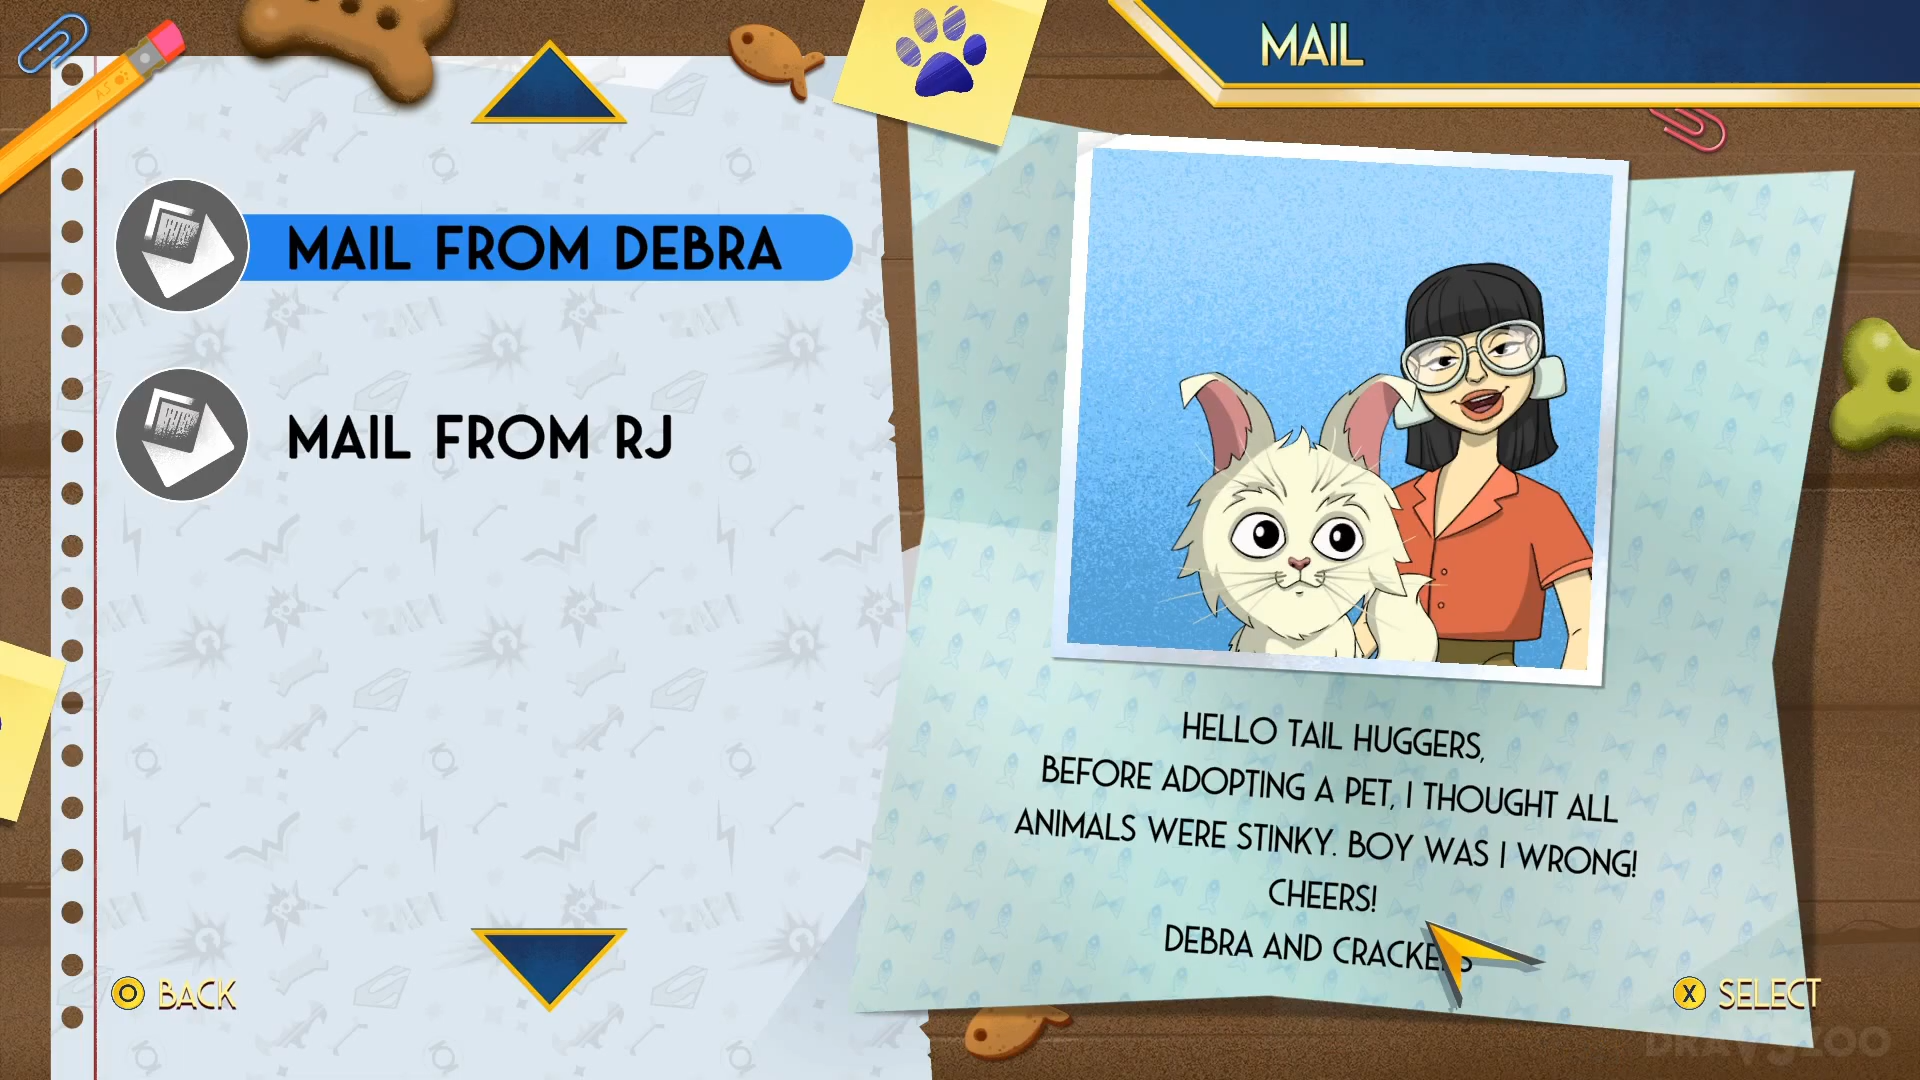 MAIL
MAIL FROM DEBRA
MAIL FROM RJ
HELLO TAIL HUGGERS,
BEFORE ADOPTING A PET, I THOUGHT ALL
ANIMALS WERE STINKY. BOY WAS I WRONG!
CHEERS!
DEBRA AND CRACKERS
BACK
X SELECT